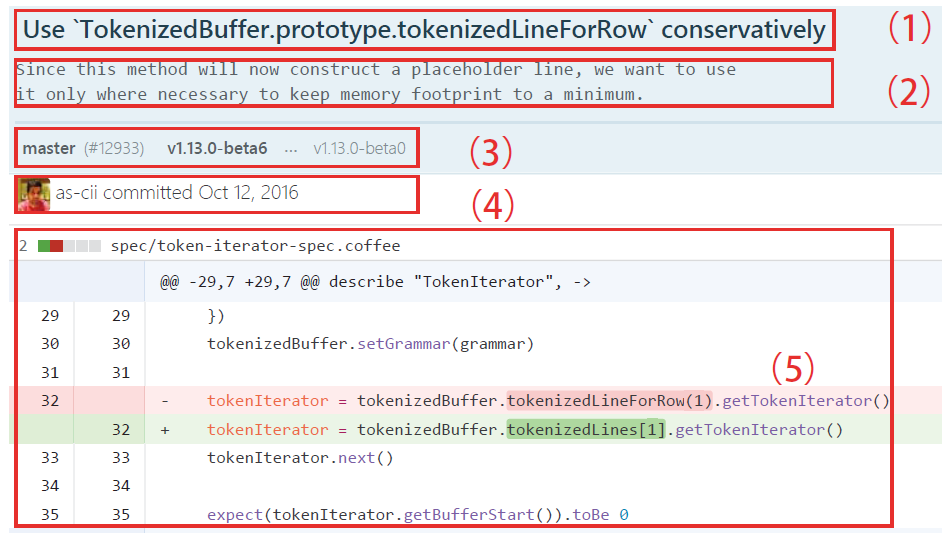 Use `TokenizedBuffer.prototype.tokenizedLineForRow` conservatively (1)
Since this method will now construct a placeholder line, we want to use
it only where necessary to keep memory footprint to a minimum. (2)
master (#12933) v1.13.0-beta6 ... v1.13.0-beta0 (3)
as-cii committed Oct 12, 2016 (4)
2 spec/token-iterator-spec.coffee
@@ -29,7 +29,7 @@ describe "TokenIterator", ->
29 29 })
30 30 tokenizedBuffer.setGrammar(grammar)
31 31 (5)
32 - tokenIterator = tokenizedBuffer.tokenizedLineForRow(1).getTokenIterator()
32 + tokenIterator = tokenizedBuffer.tokenizedLines[1].getTokenIterator()
33 33 tokenIterator.next()
34 34
35 35 expect(tokenIterator.getBufferStart()).toBe 0